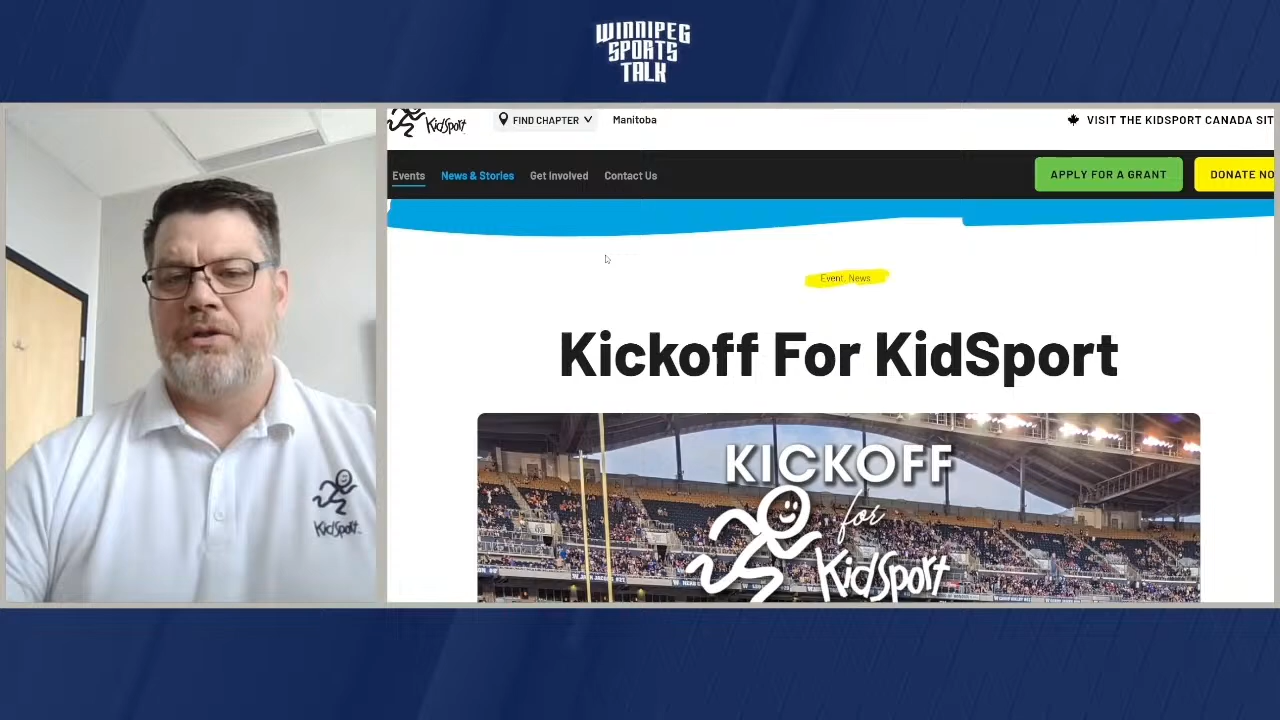 WINNIPEG
SPORTS
TALK
KidSport
FIND CHAPTER
Manitoba
VISIT THE KIDSPORT CANADA SIT
Events
News & Stories
Get Involved
Contact Us
APPLY FOR A GRANT
DONATE NO
Event, News
Kickoff For KidSport
KICKOFF
for
KidSport
KidSport